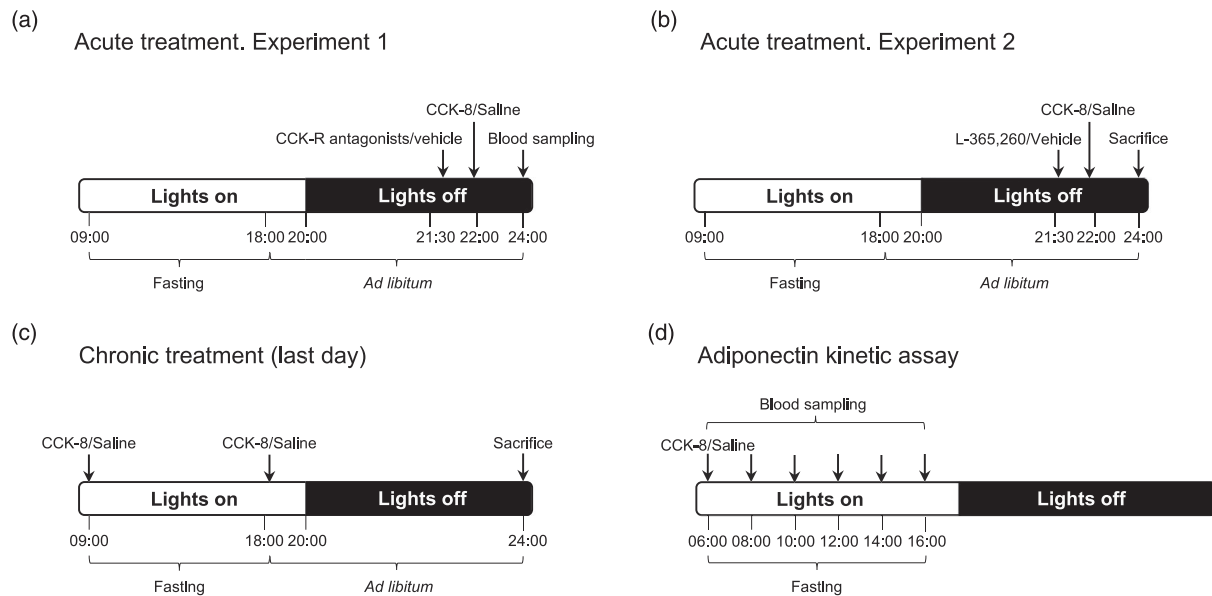 (a)
Acute treatment. Experiment 1
CCK-8/Saline
CCK-R antagonists/vehicle
Blood sampling
Lights on
Lights off
09:00 18:00 20:00 21:30 22:00 24:00
Fasting
Ad libitum
(b)
Acute treatment. Experiment 2
CCK-8/Saline
L-365,260/Vehicle
Sacrifice
Lights on
Lights off
09:00 18:00 20:00 21:30 22:00 24:00
Fasting
Ad libitum
(c)
Chronic treatment (last day)
CCK-8/Saline
CCK-8/Saline
Sacrifice
Lights on
Lights off
09:00 18:00 20:00 24:00
Fasting
Ad libitum
(d)
Adiponectin kinetic assay
Blood sampling
CCK-8/Saline
Lights on
Lights off
06:00 08:00 10:00 12:00 14:00 16:00
Fasting